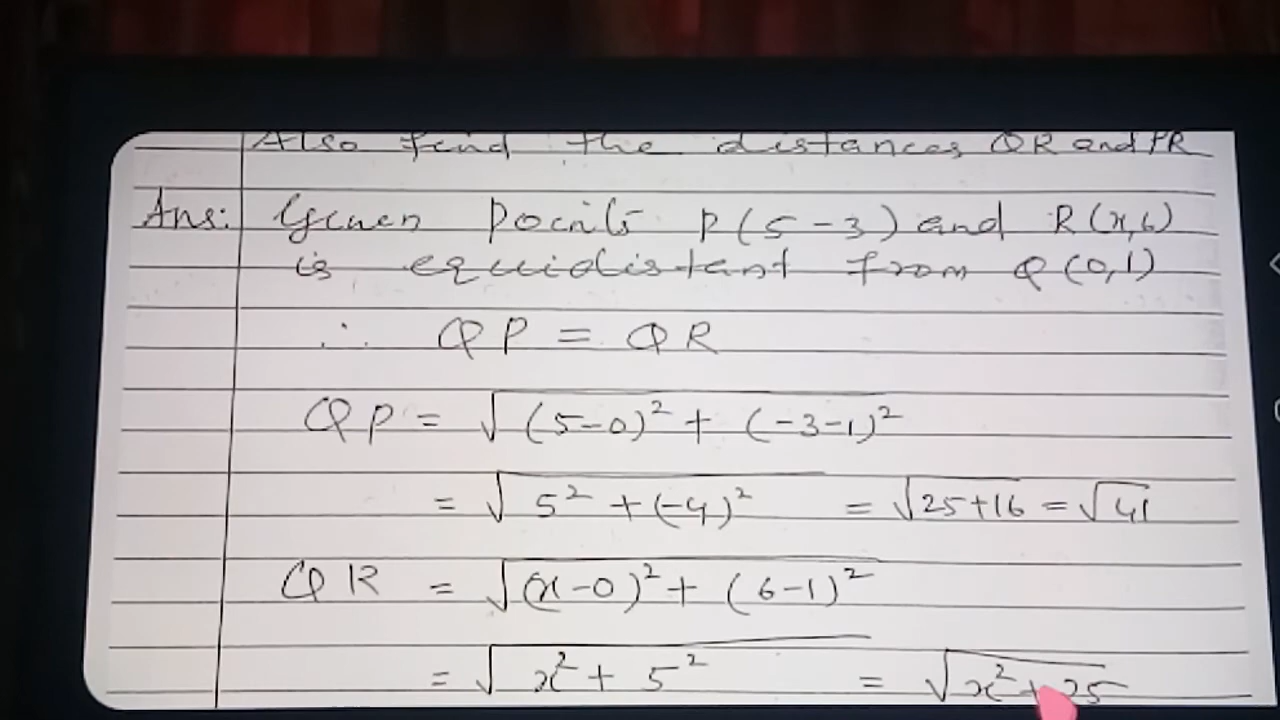 Also find the distances QR and PR
Ans: Given points P(5 -3) and R(x,6)
is equidistant from Q(0,1)
∴ QP = QR
QP = √(5-0)² + (-3-1)²
= √5² + (-4)² = √25+16 = √41
QR = √(x-0)² + (6-1)²
= √x² + 5² = √x² + 25